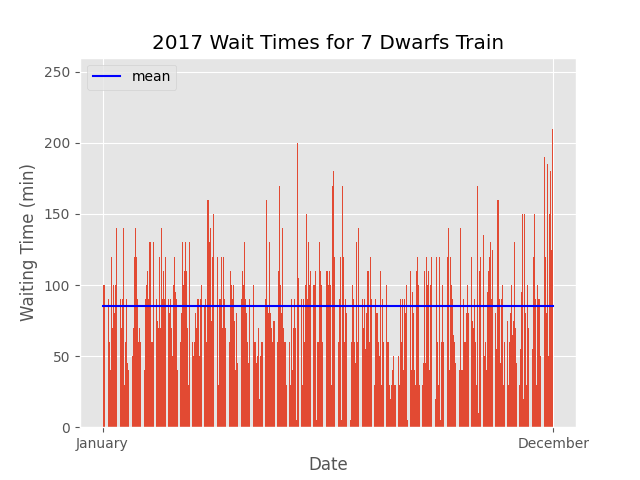 2017 Wait Times for 7 Dwarfs Train
mean
250
200
150
100
50
0
Waiting Time (min)
January
December
Date